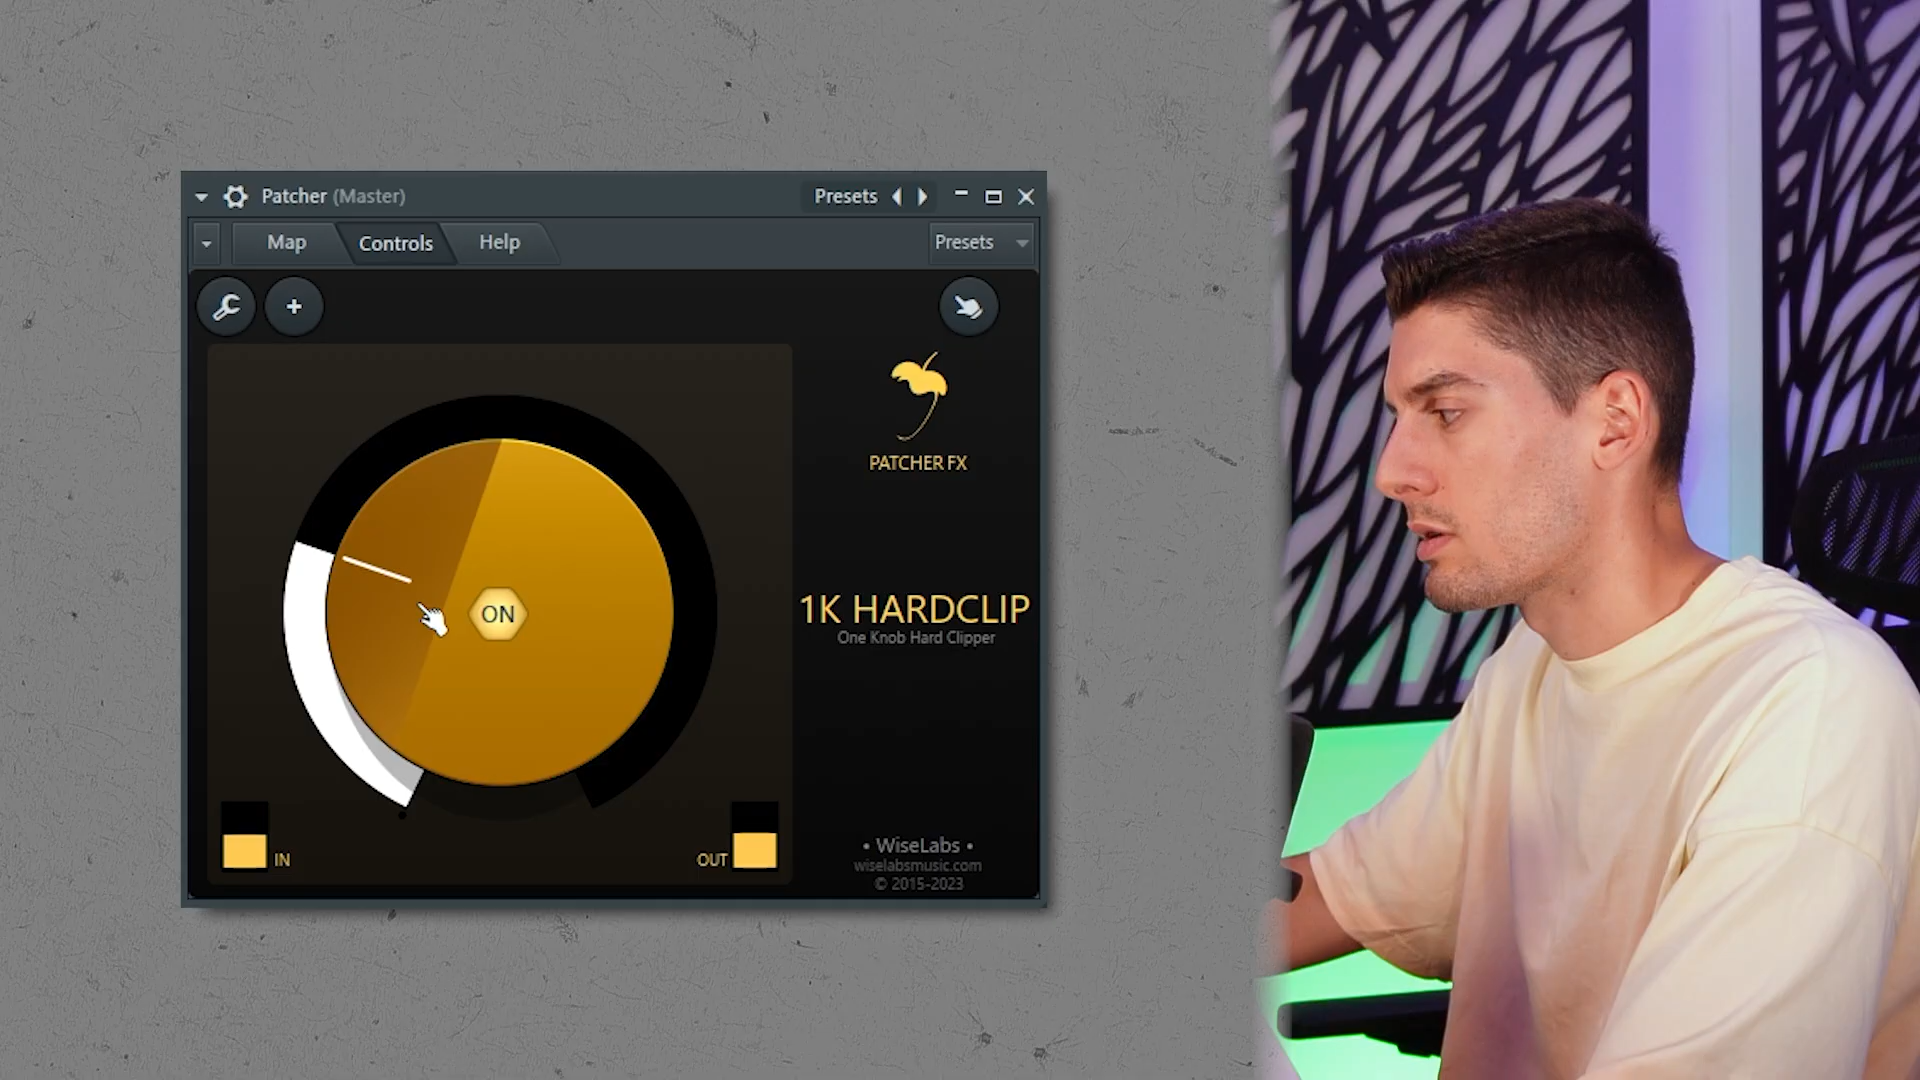 Patcher (Master)
Presets
Map
Controls
Help
Presets
PATCHER FX
ON
1K HARDCLIP
One Knob Hard Clipper
IN
OUT
• WiseLabs •
wiselabsmusic.com
© 2015-2023